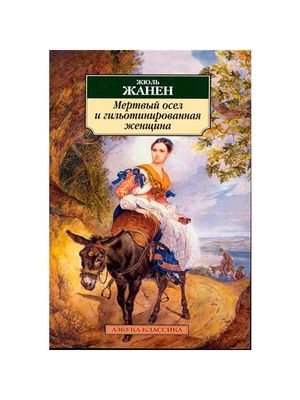 ЖЮЛЬ
ЖАНЕН
Мертвый осел
и гильотинированная
женщина
АЗБУКА-КЛАССИКА